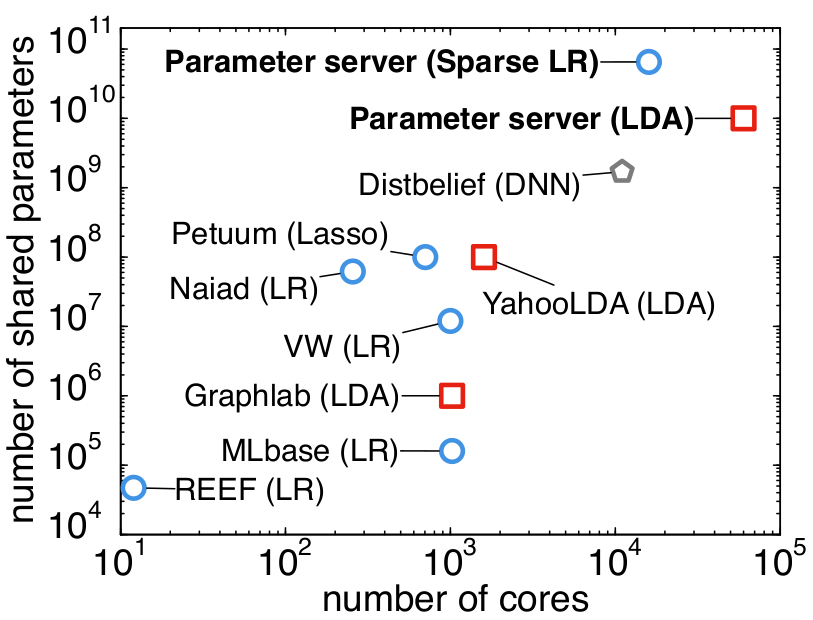 number of shared parameters
10^11
10^10
10^9
10^8
10^7
10^6
10^5
10^4
Parameter server (Sparse LR)
Parameter server (LDA)
Distbelief (DNN)
Petuum (Lasso)
Naiad (LR)
YahooLDA (LDA)
VW (LR)
Graphlab (LDA)
MLbase (LR)
REEF (LR)
10^1 10^2 10^3 10^4 10^5
number of cores